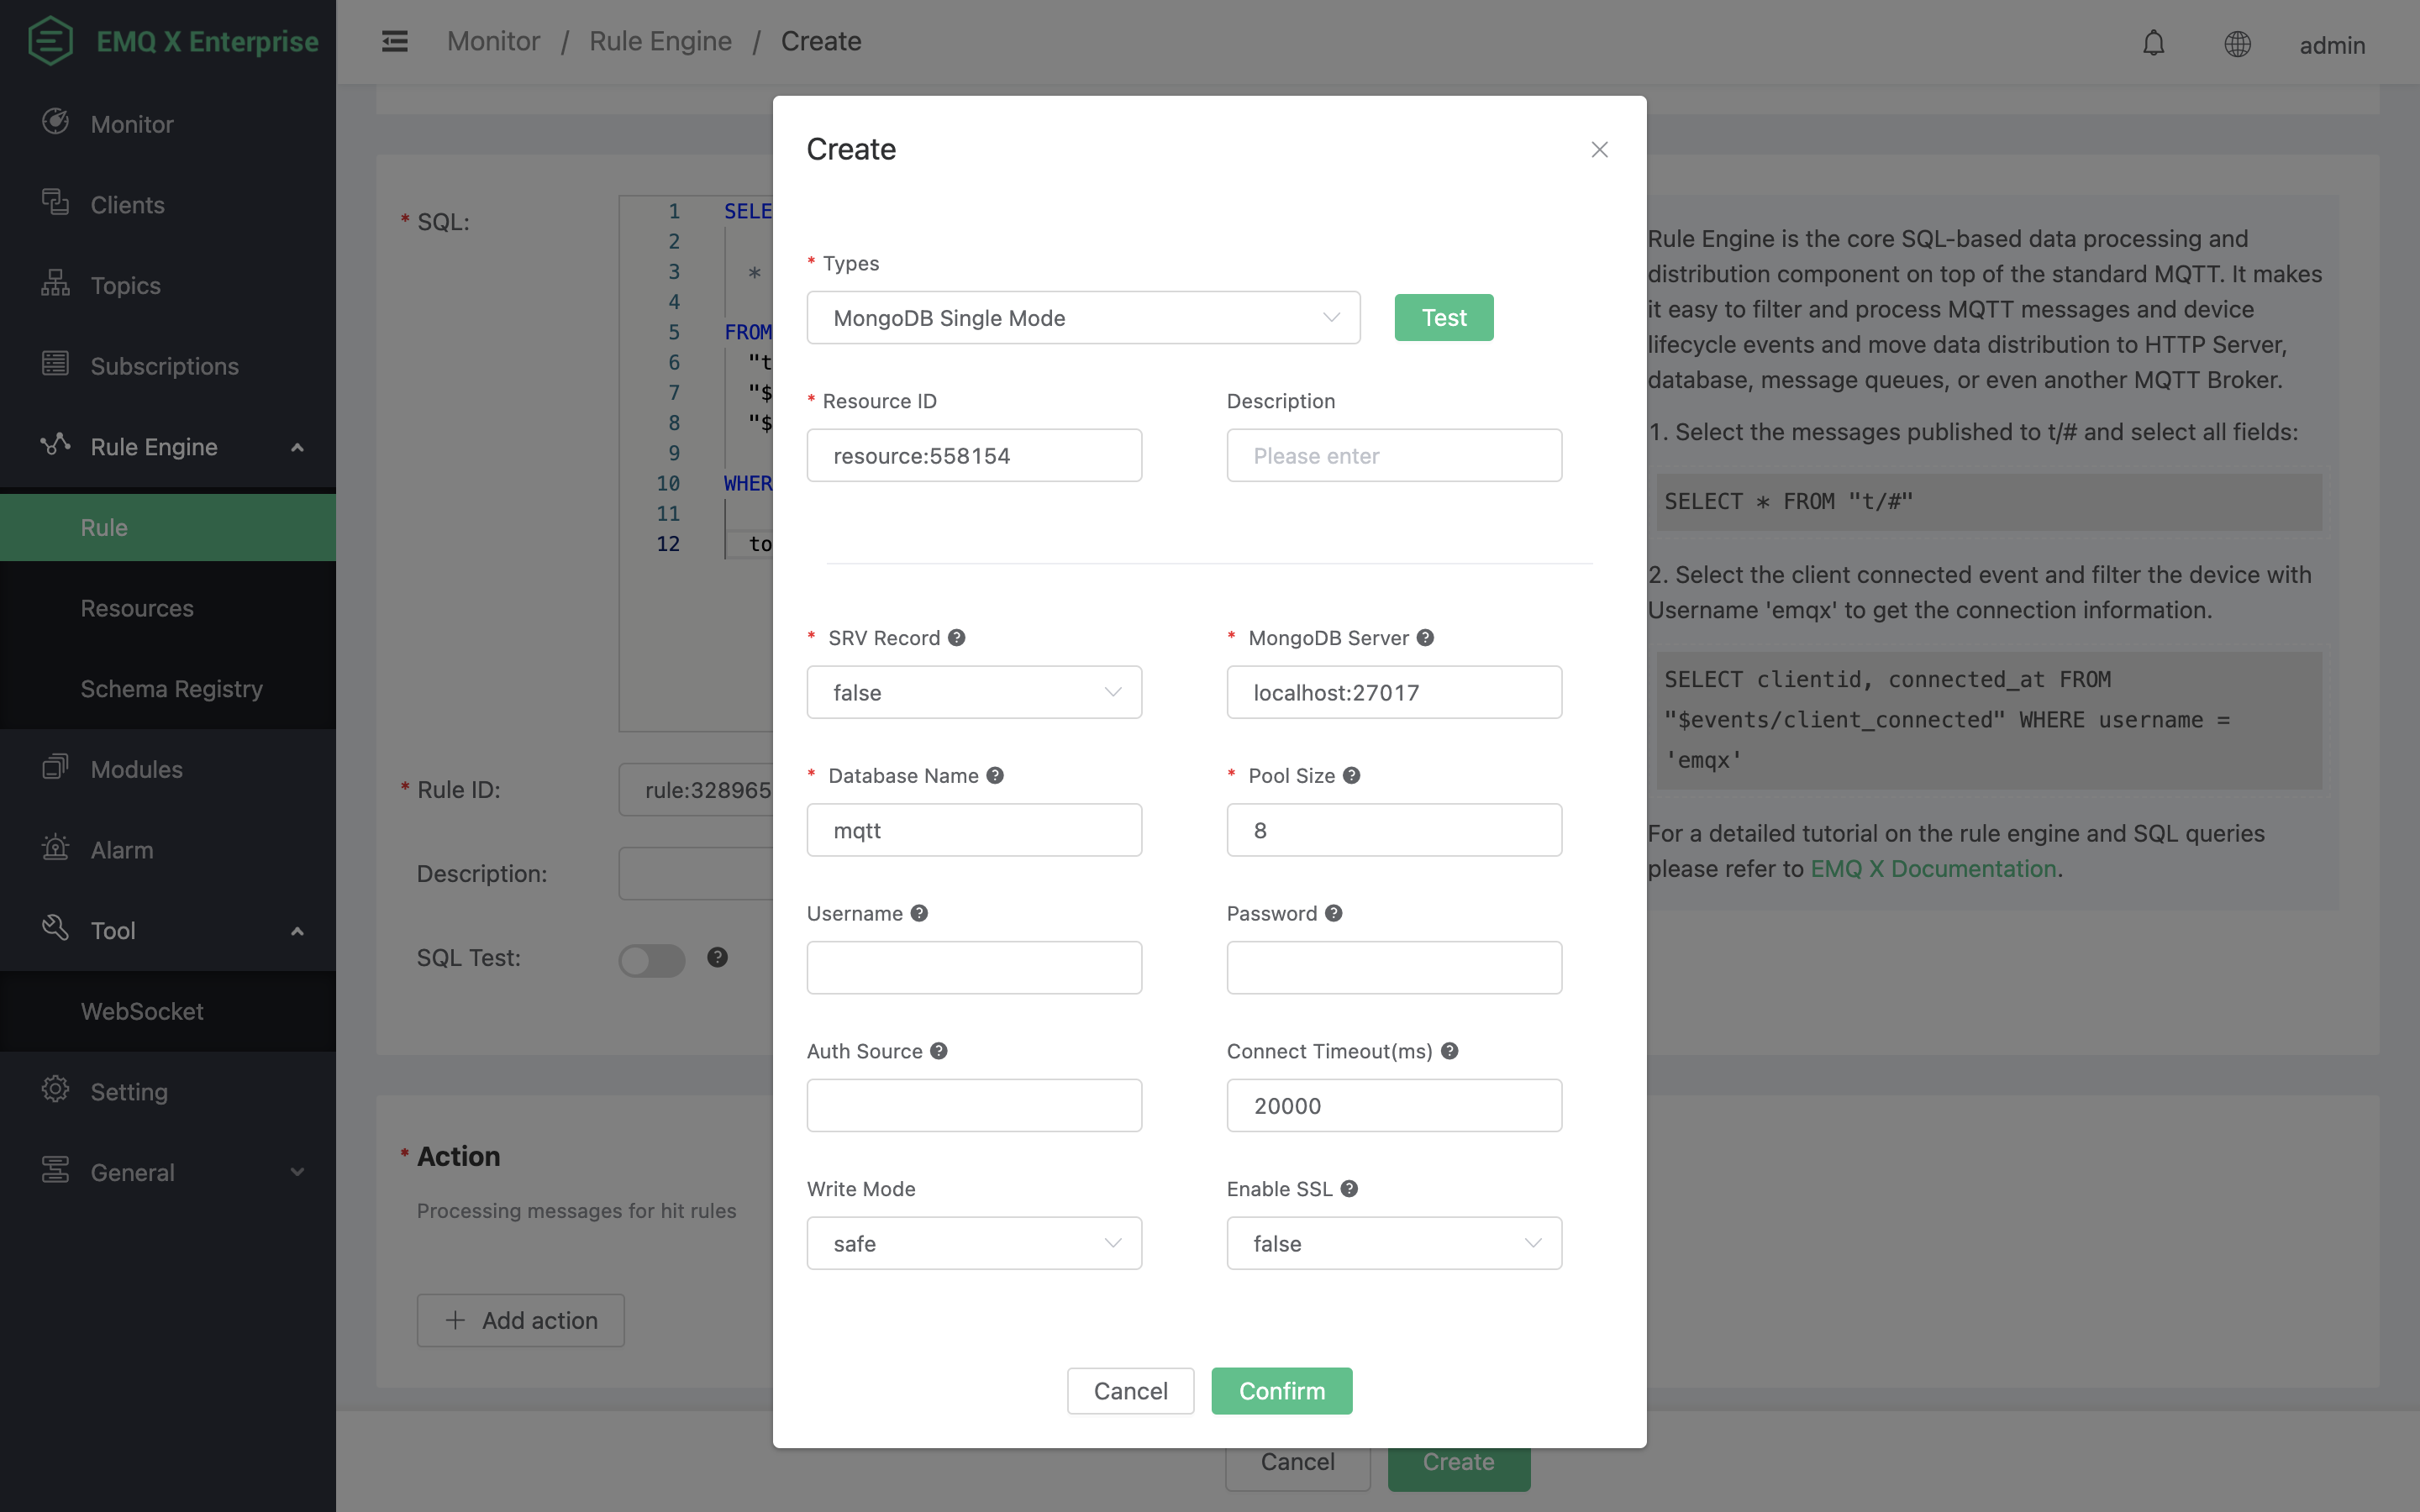 EMQ X Enterprise
Monitor / Rule Engine / Create
admin
Monitor
Clients
Topics
Subscriptions
Rule Engine
Rule
Resources
Schema Registry
Modules
Alarm
Tool
WebSocket
Setting
General
* SQL:
1 SELE
2
3 *
4
5 FROM
6 "t
7 "$
8 "$
9
10 WHER
11
12 to
* Rule ID:
rule:328965
Description:
SQL Test:
* Action
Processing messages for hit rules
Add action
Create
* Types
MongoDB Single Mode
Test
* Resource ID
Description
resource:558154
Please enter
* SRV Record
* MongoDB Server
false
localhost:27017
* Database Name
* Pool Size
mqtt
8
Username
Password
Auth Source
Connect Timeout(ms)
20000
Write Mode
Enable SSL
safe
false
Cancel
Confirm
Rule Engine is the core SQL-based data processing and
distribution component on top of the standard MQTT. It makes
it easy to filter and process MQTT messages and device
lifecycle events and move data distribution to HTTP Server,
database, message queues, or even another MQTT Broker.
1. Select the messages published to t/# and select all fields:
SELECT * FROM "t/#"
2. Select the client connected event and filter the device with
Username 'emqx' to get the connection information.
SELECT clientid, connected_at FROM
"$events/client_connected" WHERE username =
'emqx'
For a detailed tutorial on the rule engine and SQL queries
please refer to EMQ X Documentation.
Cancel
Create